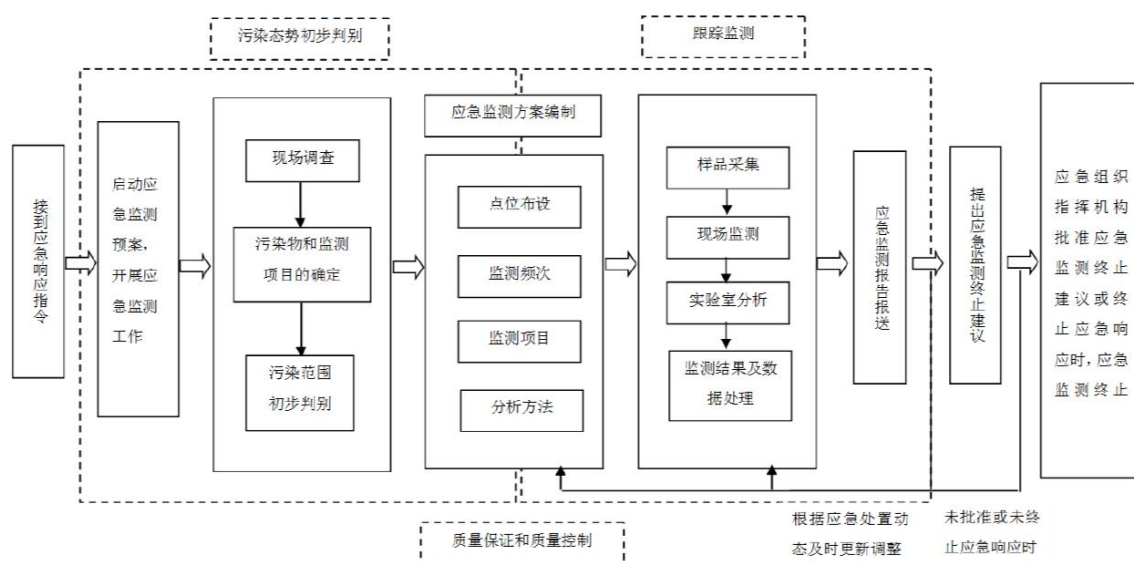 污染态势初步判别
跟踪监测
接到应急响应指令
启动应
急监测
预案，
开展应
急监测
工作
现场调查
污染物和监测
项目的确定
污染范围
初步判别
应急监测方案编制
点位布设
监测频次
监测项目
分析方法
样品采集
现场监测
实验室分析
监测结果及数
据处理
应急监测报告报送
提出应急监测终止建议
应急组织
指挥机构
批准应急
监测终止
建议或终
止应急响
应时，应急
监测终止
根据应急处置动
态及时更新调整
未批准或未终
止应急响应时
质量保证和质量控制